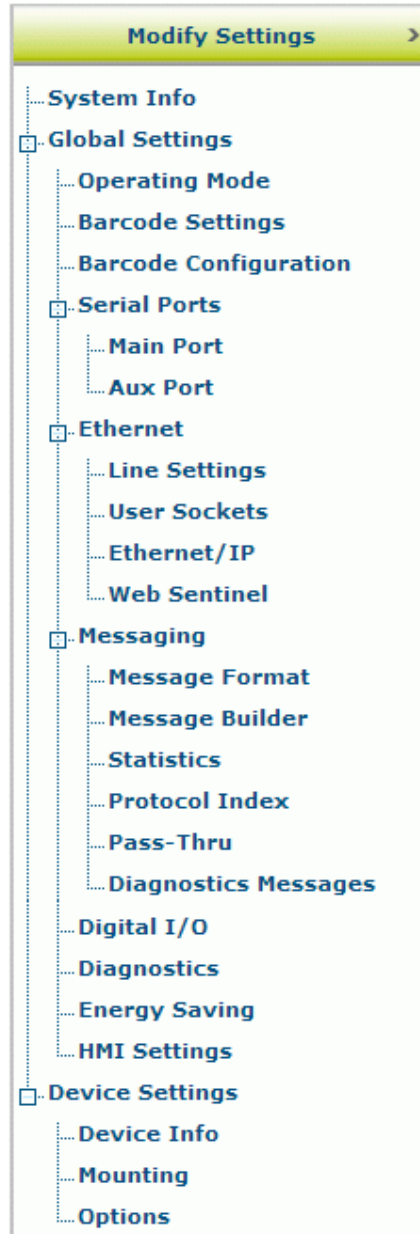 Modify Settings
System Info
Global Settings
Operating Mode
Barcode Settings
Barcode Configuration
Serial Ports
Main Port
Aux Port
Ethernet
Line Settings
User Sockets
Ethernet/IP
Web Sentinel
Messaging
Message Format
Message Builder
Statistics
Protocol Index
Pass-Thru
Diagnostics Messages
Digital I/O
Diagnostics
Energy Saving
HMI Settings
Device Settings
Device Info
Mounting
Options